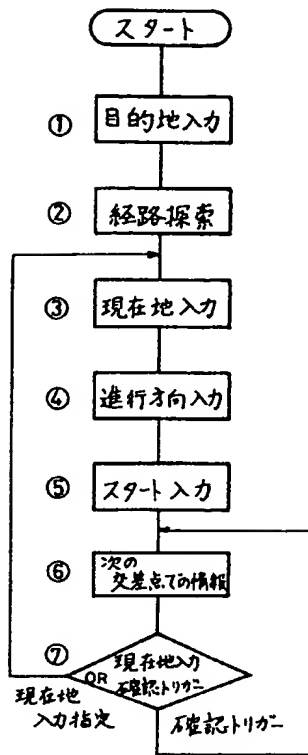 スタート
① 目的地入力
② 経路探索
③ 現在地入力
④ 進行方向入力
⑤ スタート入力
⑥ 次の
交差点での情報
⑦ 現在地入力
OR 確認トリガー
現在地
入力指定
確認トリガー